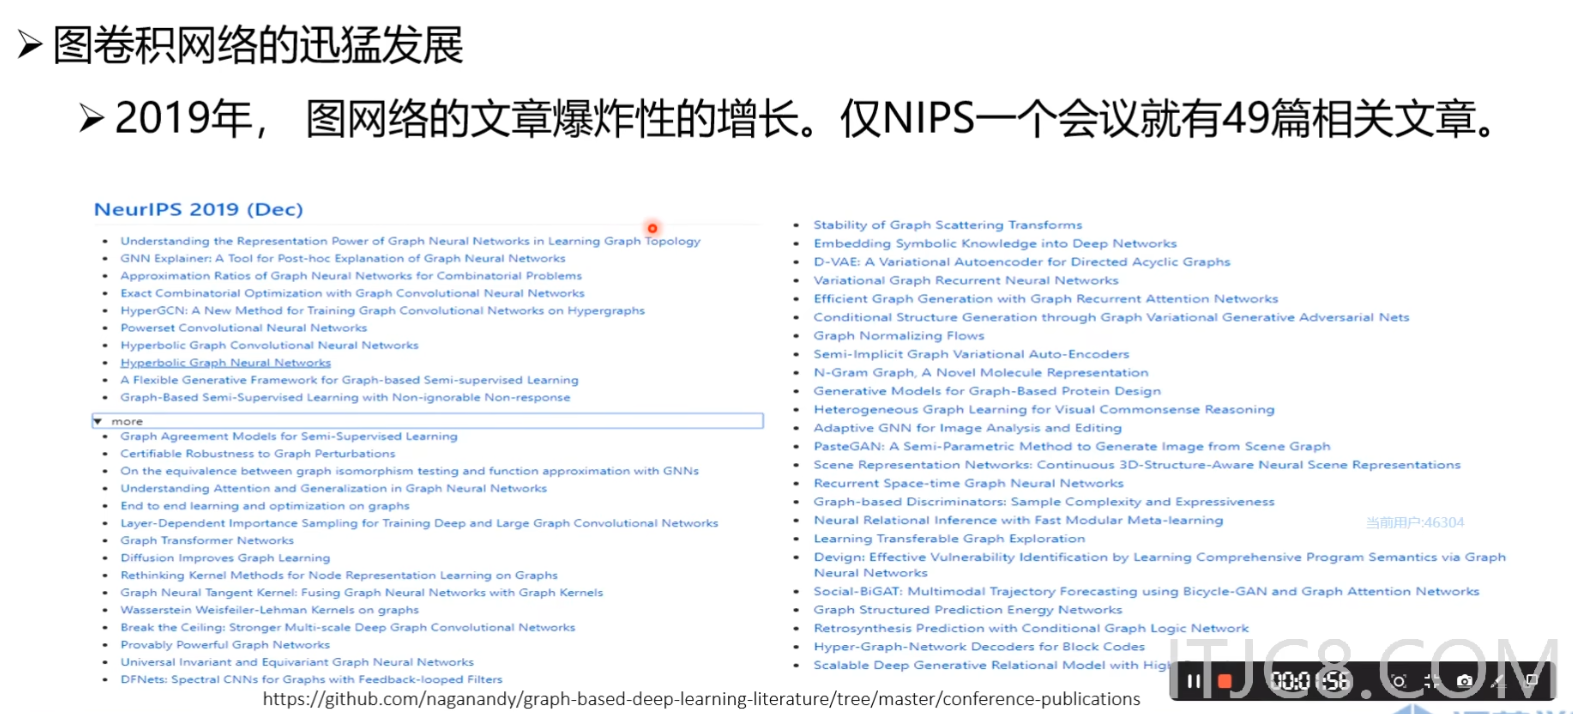 图卷积网络的迅猛发展
2019年， 图网络的文章爆炸性的增长。仅NIPS一个会议就有49篇相关文章。
NeurIPS 2019 (Dec)
Understanding the Representation Power of Graph Neural Networks in Learning Graph Topology
GNN Explainer: A Tool for Post-hoc Explanation of Graph Neural Networks
Approximation Ratios of Graph Neural Networks for Combinatorial Problems
Exact Combinatorial Optimization with Graph Convolutional Neural Networks
HyperGCN: A New Method for Training Graph Convolutional Networks on Hypergraphs
Powerset Convolutional Neural Networks
Hyperbolic Graph Convolutional Neural Networks
Hyperbolic Graph Neural Networks
A Flexible Generative Framework for Graph-based Semi-supervised Learning
Graph-Based Semi-Supervised Learning with Non-ignorable Non-response
more
Graph Agreement Models for Semi-Supervised Learning
Certifiable Robustness to Graph Perturbations
On the equivalence between graph isomorphism testing and function approximation with GNNs
Understanding Attention and Generalization in Graph Neural Networks
End to end learning and optimization on graphs
Layer-Dependent Importance Sampling for Training Deep and Large Graph Convolutional Networks
Graph Transformer Networks
Diffusion Improves Graph Learning
Rethinking Kernel Methods for Node Representation Learning on Graphs
Graph Neural Tangent Kernel: Fusing Graph Neural Networks with Graph Kernels
Wasserstein Weisfeiler-Lehman Kernels on graphs
Break the Ceiling: Stronger Multi-scale Deep Graph Convolutional Networks
Provably Powerful Graph Networks
Universal Invariant and Equivariant Graph Neural Networks
DFNets: Spectral CNNs for Graphs with Feedback-looped Filters
Stability of Graph Scattering Transforms
Embedding Symbolic Knowledge into Deep Networks
D-VAE: A Variational Autoencoder for Directed Acyclic Graphs
Variational Graph Recurrent Neural Networks
Efficient Graph Generation with Graph Recurrent Attention Networks
Conditional Structure Generation through Graph Variational Generative Adversarial Nets
Graph Normalizing Flows
Semi-Implicit Graph Variational Auto-Encoders
N-Gram Graph, A Novel Molecule Representation
Generative Models for Graph-Based Protein Design
Heterogeneous Graph Learning for Visual Commonsense Reasoning
Adaptive GNN for Image Analysis and Editing
PasteGAN: A Semi-Parametric Method to Generate Image from Scene Graph
Scene Representation Networks: Continuous 3D-Structure-Aware Neural Scene Representations
Recurrent Space-time Graph Neural Networks
Graph-based Discriminators: Sample Complexity and Expressiveness
Neural Relational Inference with Fast Modular Meta-learning
当前用户:46304
Learning Transferable Graph Exploration
Devign: Effective Vulnerability Identification by Learning Comprehensive Program Semantics via Graph
Neural Networks
Social-BiGAT: Multimodal Trajectory Forecasting using Bicycle-GAN and Graph Attention Networks
Graph Structured Prediction Energy Networks
Retrosynthesis Prediction with Conditional Graph Logic Network
Hyper-Graph-Network Decoders for Block Codes
Scalable Deep Generative Relational Model with High
ITJC8.COM
00:01:56
https://github.com/naganandy/graph-based-deep-learning-literature/tree/master/conference-publications